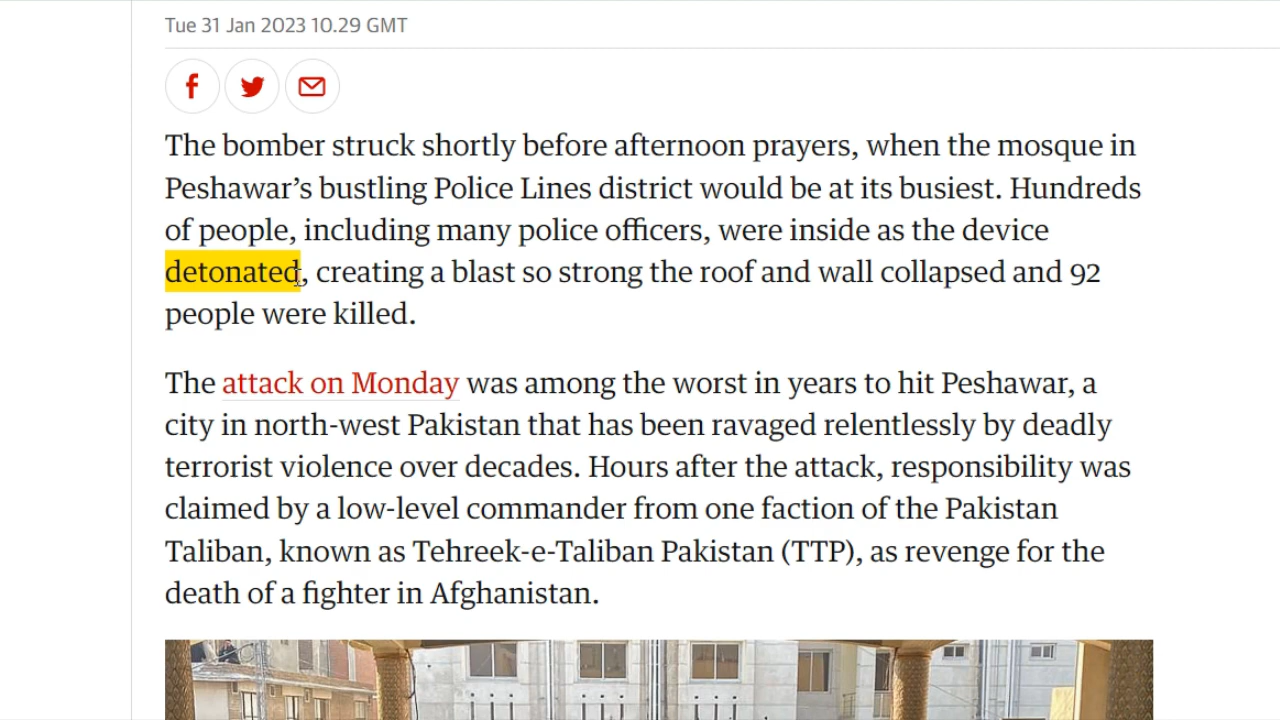 Tue 31 Jan 2023 10.29 GMT
The bomber struck shortly before afternoon prayers, when the mosque in
Peshawar’s bustling Police Lines district would be at its busiest. Hundreds
of people, including many police officers, were inside as the device
detonated, creating a blast so strong the roof and wall collapsed and 92
people were killed.
The attack on Monday was among the worst in years to hit Peshawar, a
city in north-west Pakistan that has been ravaged relentlessly by deadly
terrorist violence over decades. Hours after the attack, responsibility was
claimed by a low-level commander from one faction of the Pakistan
Taliban, known as Tehreek-e-Taliban Pakistan (TTP), as revenge for the
death of a fighter in Afghanistan.